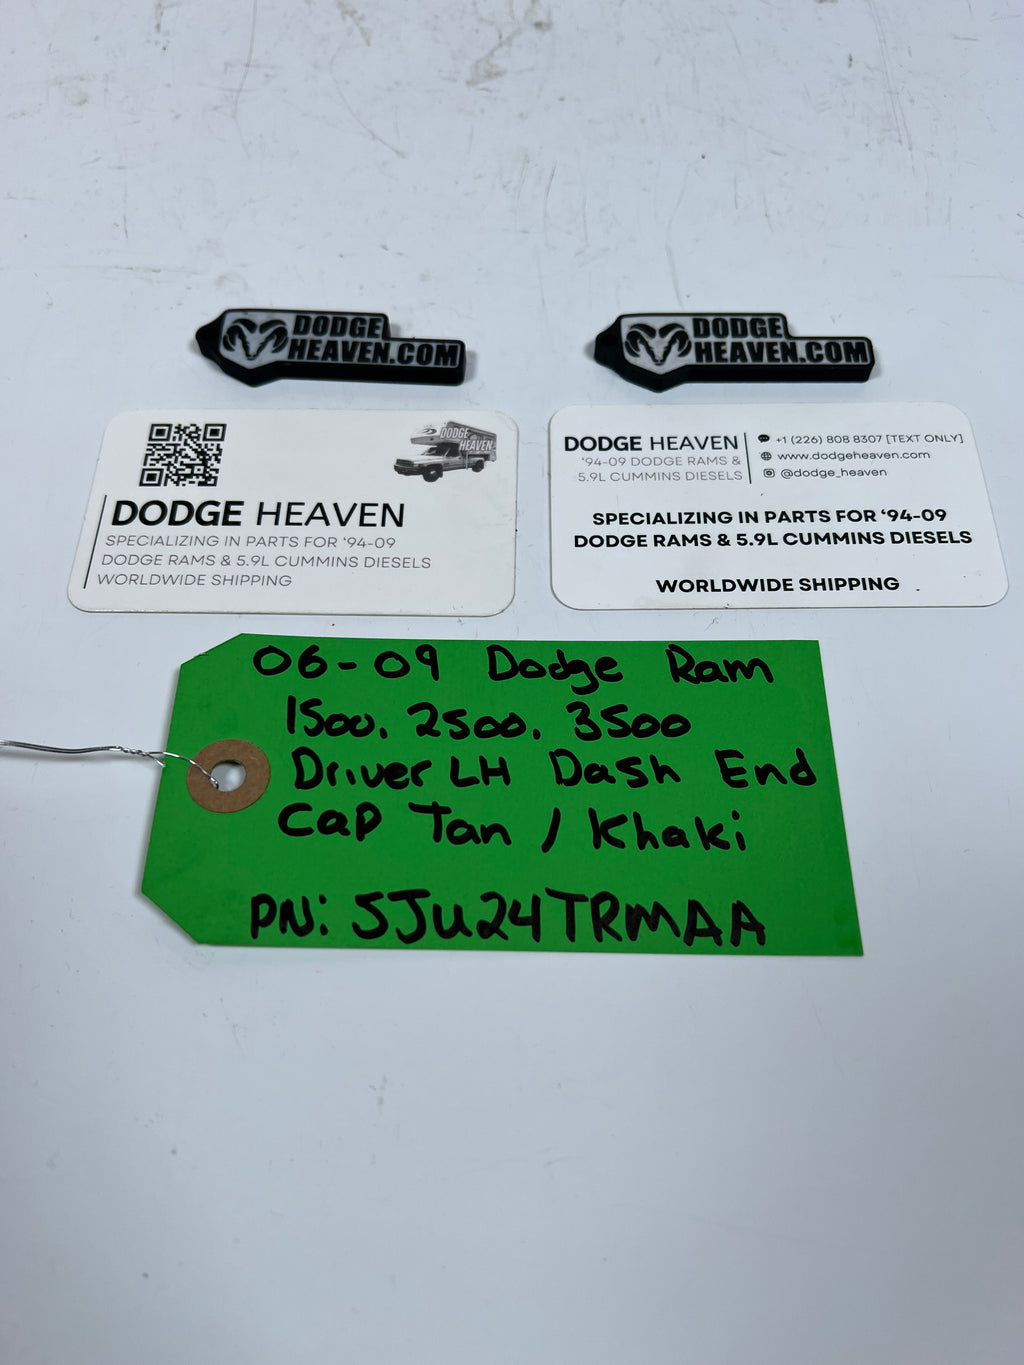 DODGE
HEAVEN.COM
DODGE
HEAVEN.COM
DODGE
HEAVEN
DODGE HEAVEN
SPECIALIZING IN PARTS FOR '94-09
DODGE RAMS & 5.9L CUMMINS DIESELS
WORLDWIDE SHIPPING
DODGE HEAVEN
'94-09 DODGE RAMS &
5.9L CUMMINS DIESELS
+1 (226) 808 8307 [TEXT ONLY]
www.dodgeheaven.com
@dodge_heaven
SPECIALIZING IN PARTS FOR '94-09
DODGE RAMS & 5.9L CUMMINS DIESELS
WORLDWIDE SHIPPING
06-09 Dodge Ram
1500, 2500, 3500
Driver LH Dash End
Cap Tan / Khaki
PN: 5JU24TRMAA